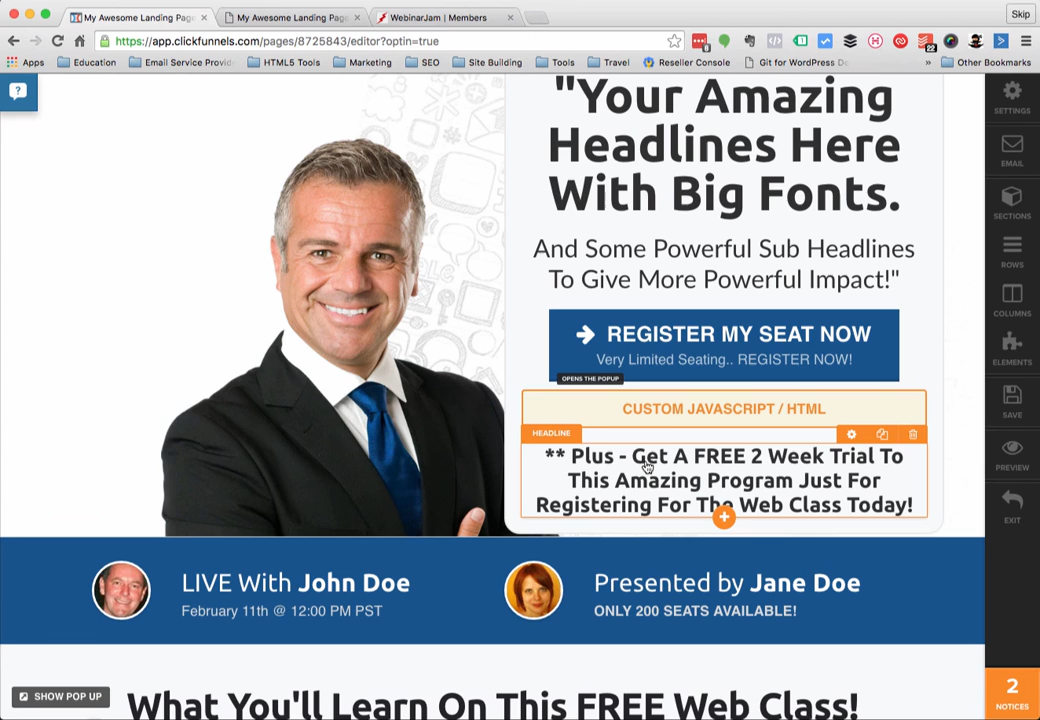 My Awesome Landing Page
My Awesome Landing Page
WebinarJam | Members
Skip
https://app.clickfunnels.com/pages/8725843/editor?optin=true
6
22
Apps
Education
Email Service Provid
HTML5 Tools
Marketing
SEO
Site Building
Tools
Travel
Reseller Console
Git for WordPress De
»
Other Bookmarks
"Your Amazing
Headlines Here
With Big Fonts.
And Some Powerful Sub Headlines
To Give More Powerful Impact!"
REGISTER MY SEAT NOW
Very Limited Seating.. REGISTER NOW!
OPENS THE POPUP
CUSTOM JAVASCRIPT / HTML
HEADLINE
** Plus - Get A FREE 2 Week Trial To
This Amazing Program Just For
Registering For The Web Class Today!
LIVE With John Doe
February 11th @ 12:00 PM PST
Presented by Jane Doe
ONLY 200 SEATS AVAILABLE!
SHOW POP UP
What You'll Learn On This FREE Web Class!
SETTINGS
EMAIL
SECTIONS
ROWS
COLUMNS
ELEMENTS
SAVE
PREVIEW
EXIT
2
NOTICES